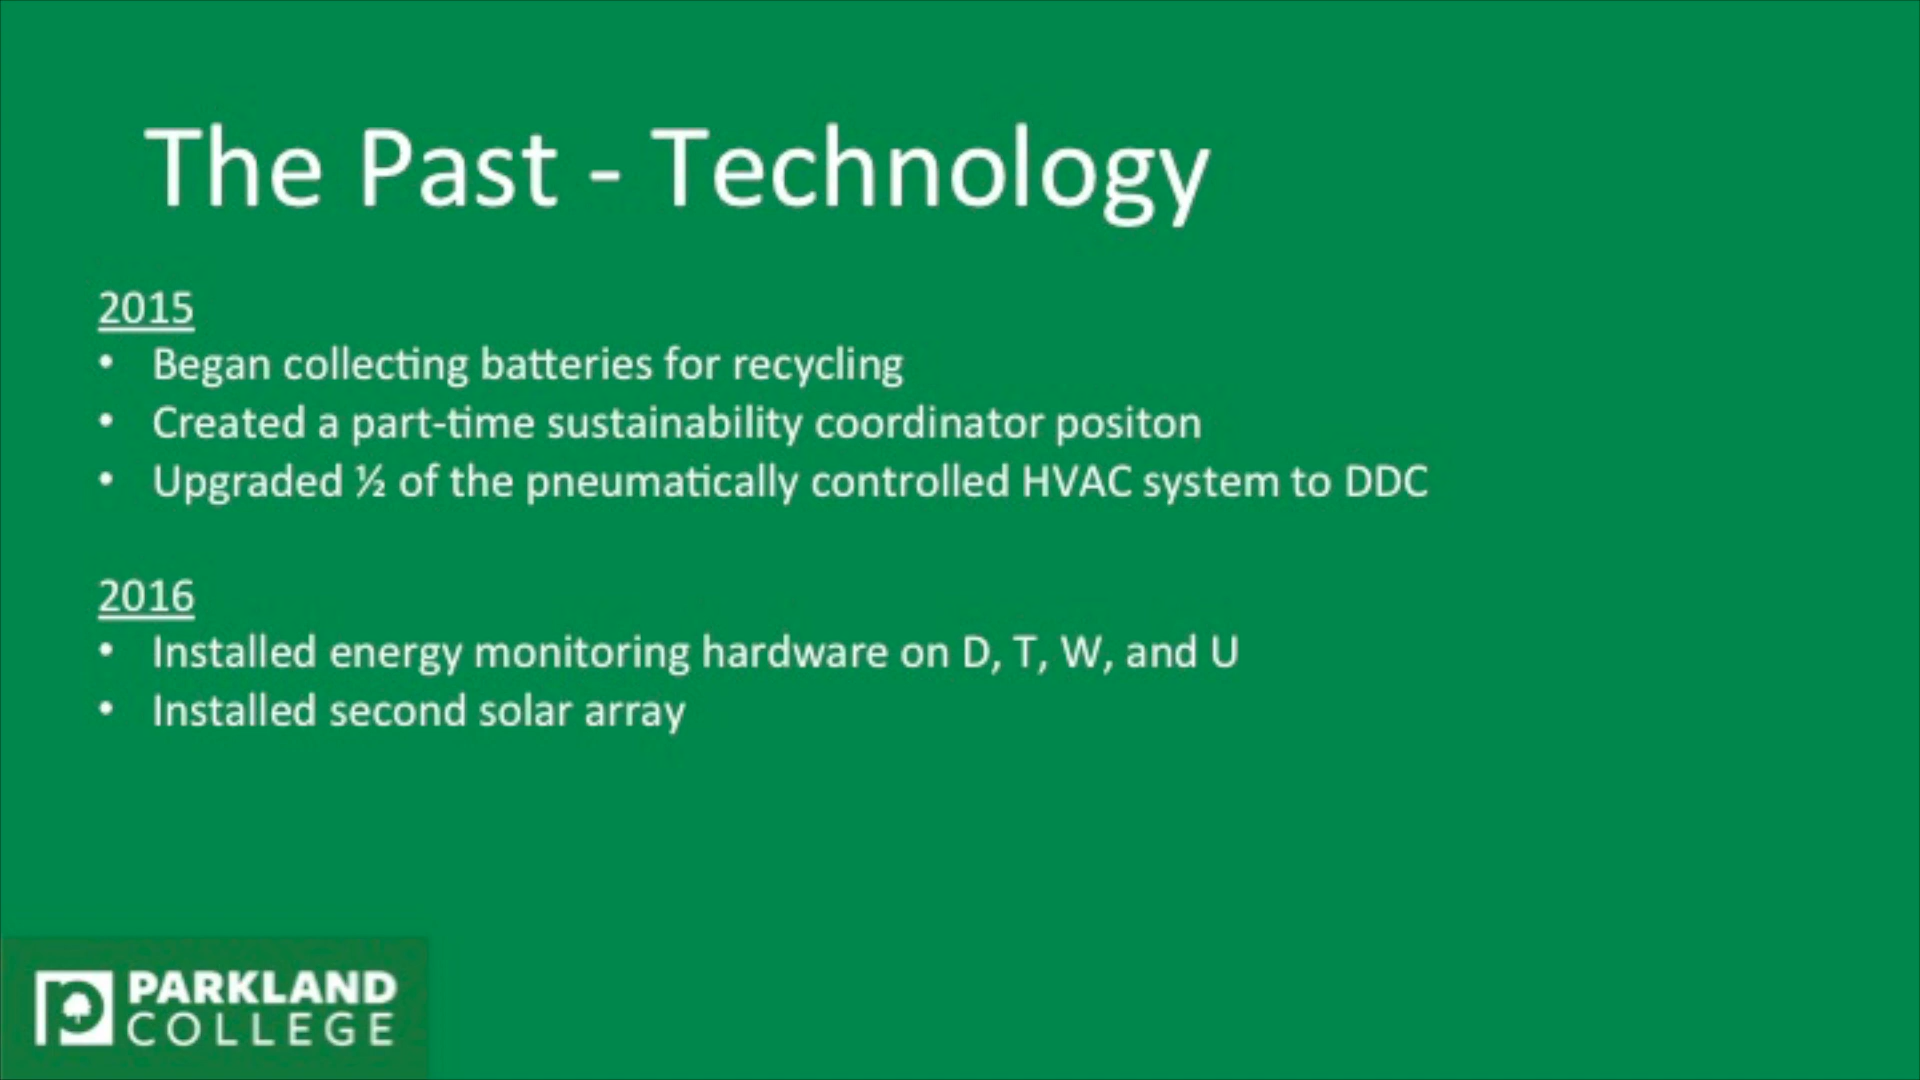 The Past - Technology
2015
• Began collecting batteries for recycling
• Created a part-time sustainability coordinator positon
• Upgraded ½ of the pneumatically controlled HVAC system to DDC
2016
• Installed energy monitoring hardware on D, T, W, and U
• Installed second solar array
PARKLAND
COLLEGE